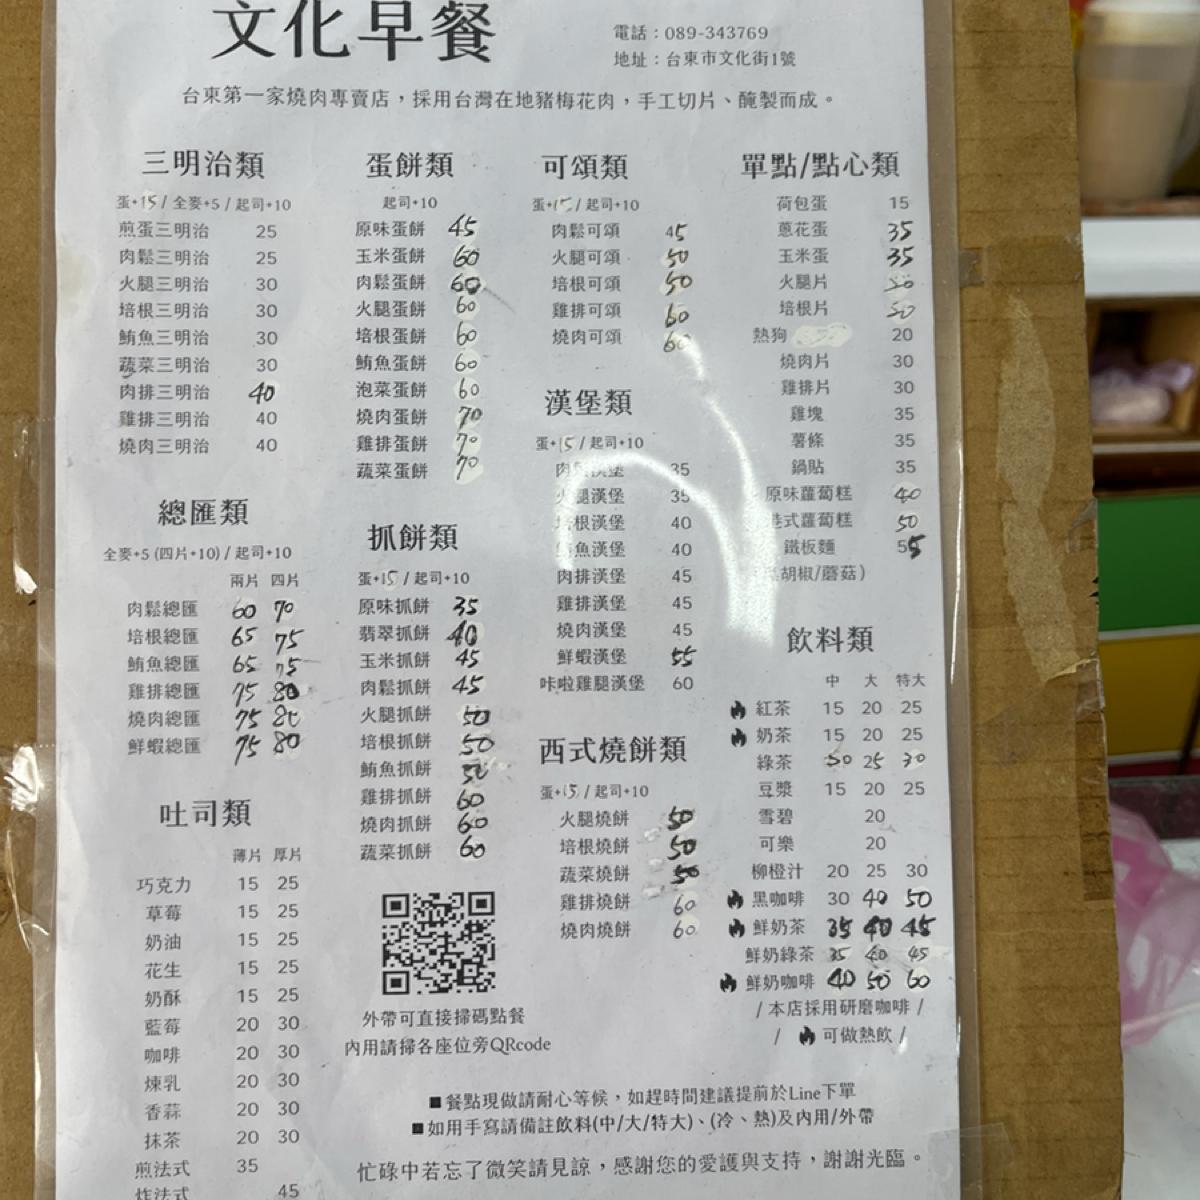 文化早餐
電話：089-343769
地址：台東市文化街1號
台東第一家燒肉專賣店，採用台灣在地豬梅花肉，手工切片、醃製而成。
三明治類
蛋+15 / 全麥+5 / 起司+10
煎蛋三明治 25
肉鬆三明治 25
火腿三明治 30
培根三明治 30
鮪魚三明治 30
蔬菜三明治 30
肉排三明治 40
雞排三明治 40
燒肉三明治 40
總匯類
全麥+5 (四片+10) / 起司+10
兩片 四片
肉鬆總匯 60 70
培根總匯 65 75
鮪魚總匯 65 75
雞排總匯 75 80
燒肉總匯 75 80
鮮蝦總匯 75 80
吐司類
薄片 厚片
巧克力 15 25
草莓 15 25
奶油 15 25
花生 15 25
奶酥 15 25
藍莓 20 30
咖啡 20 30
煉乳 20 30
香蒜 20 30
抹茶 20 30
煎法式 35
炸法式 45
蛋餅類
起司+10
原味蛋餅 45
玉米蛋餅 60
肉鬆蛋餅 60
火腿蛋餅 60
培根蛋餅 60
鮪魚蛋餅 60
泡菜蛋餅 60
燒肉蛋餅 70
雞排蛋餅 70
蔬菜蛋餅 70
抓餅類
蛋+15 / 起司+10
原味抓餅 35
翡翠抓餅 40
玉米抓餅 45
肉鬆抓餅 45
火腿抓餅 50
培根抓餅 50
鮪魚抓餅 50
雞排抓餅 60
燒肉抓餅 60
蔬菜抓餅 60
外帶可直接掃碼點餐
內用請掃各座位旁QRcode
可頌類
蛋+15 / 起司+10
肉鬆可頌 45
火腿可頌 50
培根可頌 50
雞排可頌 60
燒肉可頌 60
漢堡類
蛋+15 / 起司+10
肉鬆漢堡 35
火腿漢堡 35
培根漢堡 40
鮪魚漢堡 40
肉排漢堡 45
雞排漢堡 45
燒肉漢堡 45
鮮蝦漢堡 55
咔啦雞腿漢堡 60
西式燒餅類
蛋+15 / 起司+10
火腿燒餅 50
培根燒餅 50
蔬菜燒餅 50
雞排燒餅 60
燒肉燒餅 60
單點/點心類
荷包蛋 15
蔥花蛋 35
玉米蛋 35
火腿片
培根片
熱狗 20
燒肉片 30
雞排片 30
雞塊 35
薯條 35
鍋貼 35
原味蘿蔔糕 40
港式蘿蔔糕 50
鐵板麵 55
胡椒/蘑菇）
飲料類
中 大 特大
紅茶 15 20 25
奶茶 15 20 25
綠茶 20 25 30
豆漿 15 20 25
雪碧 20
可樂 20
柳橙汁 20 25 30
黑咖啡 30 40 50
鮮奶茶 35 40 45
鮮奶綠茶 35 40 45
鮮奶咖啡 40 50 60
/ 本店採用研磨咖啡 /
/ 可做熱飲 /
■ 餐點現做請耐心等候，如趕時間建議提前於Line下單
■ 如用手寫請備註飲料(中/大/特大)、(冷、熱)及內用/外帶
忙碌中若忘了微笑請見諒，感謝您的愛護與支持，謝謝光臨。